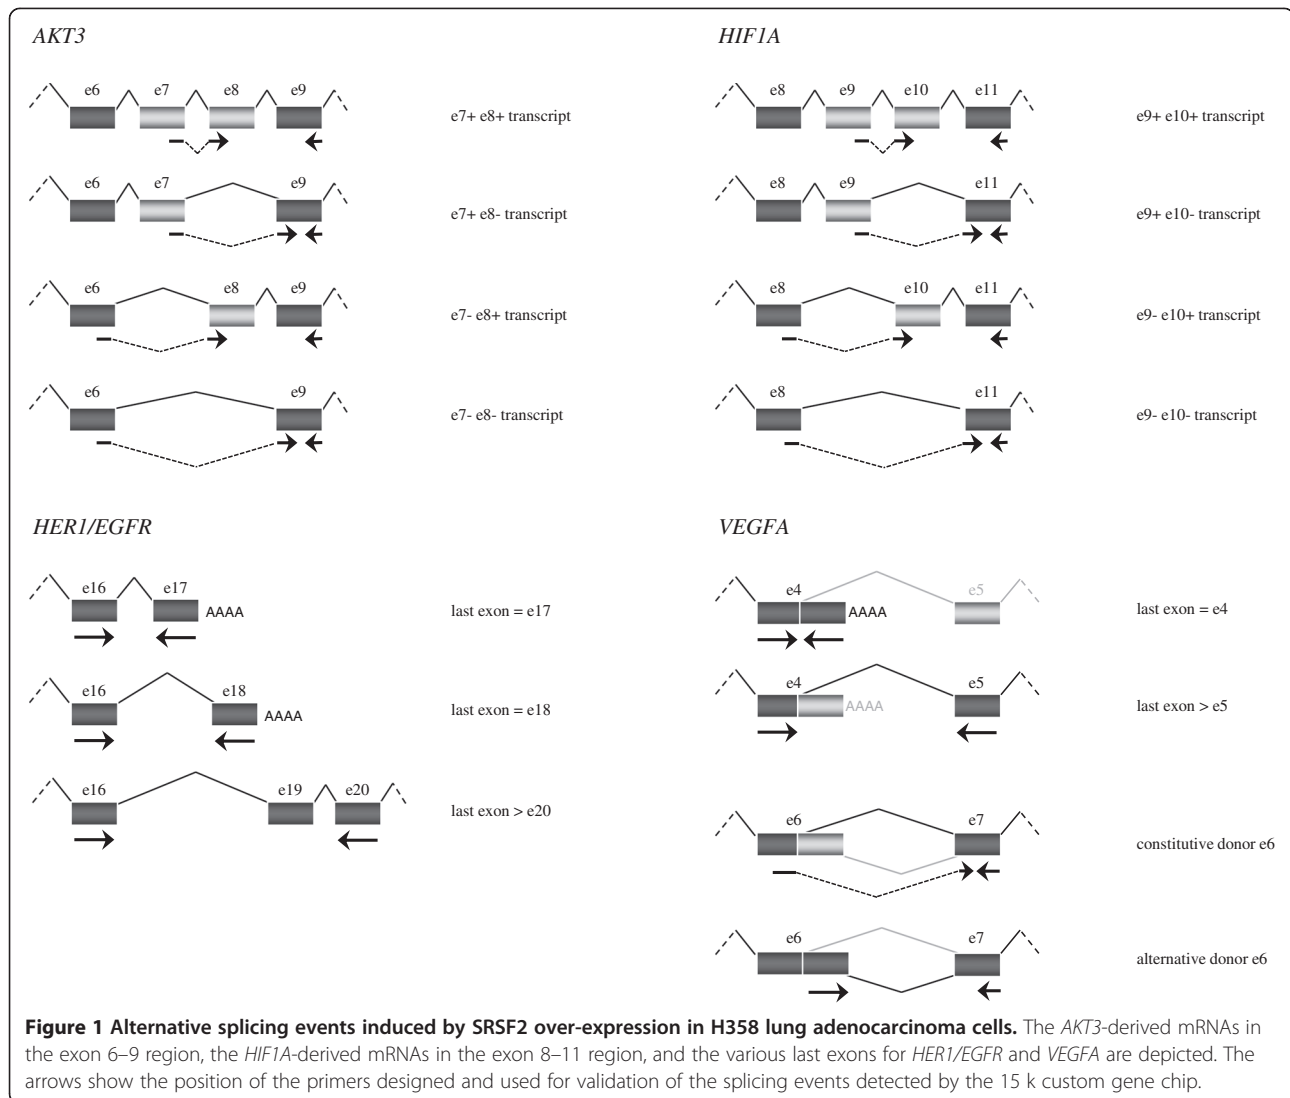 AKT3
e6 e7 e8 e9
e7+ e8+ transcript
e6 e7 e9
e7+ e8- transcript
e6 e8 e9
e7- e8+ transcript
e6 e9
e7- e8- transcript
HIF1A
e8 e9 e10 e11
e9+ e10+ transcript
e8 e9 e11
e9+ e10- transcript
e8 e10 e11
e9- e10+ transcript
e8 e11
e9- e10- transcript
HER1/EGFR
e16 e17
AAAA
last exon = e17
e16 e18
AAAA
last exon = e18
e16 e19 e20
last exon > e20
VEGFA
e4 e5
AAAA
last exon = e4
e4 e5
AAAA
last exon > e5
e6 e7
constitutive donor e6
e6 e7
alternative donor e6
Figure 1 Alternative splicing events induced by SRSF2 over-expression in H358 lung adenocarcinoma cells. The AKT3-derived mRNAs in
the exon 6–9 region, the HIF1A-derived mRNAs in the exon 8–11 region, and the various last exons for HER1/EGFR and VEGFA are depicted. The
arrows show the position of the primers designed and used for validation of the splicing events detected by the 15 k custom gene chip.